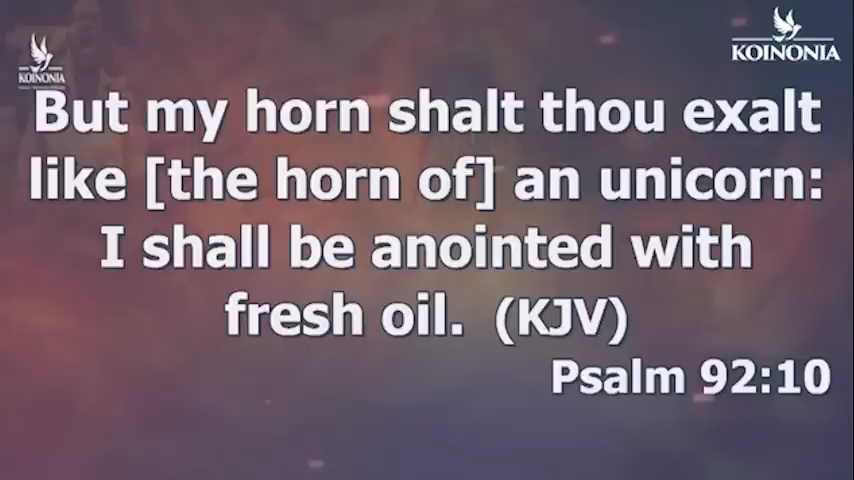 KOINONIA
KOINONIA
But my horn shalt thou exalt
like [the horn of] an unicorn:
I shall be anointed with
fresh oil. (KJV)
Psalm 92:10